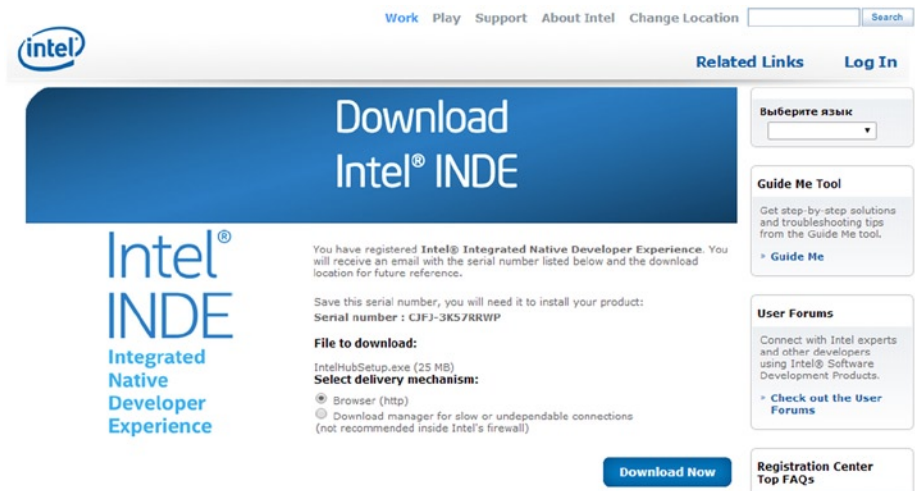 Work Play Support About Intel Change Location Search
intel
Related Links Log In
Download
Intel® INDE
Intel®
INDE
Integrated
Native
Developer
Experience
You have registered Intel® Integrated Native Developer Experience. You
will receive an email with the serial number listed below and the download
location for future reference.
Save this serial number, you will need it to install your product:
Serial number : CJFJ-3K57RRWP
File to download:
IntelHubSetup.exe (25 MB)
Select delivery mechanism:
Browser (http)
Download manager for slow or undependable connections
(not recommended inside Intel's firewall)
Download Now
Выберите язык
Guide Me Tool
Get step-by-step solutions
and troubleshooting tips
from the Guide Me tool.
» Guide Me
User Forums
Connect with Intel experts
and other developers
using Intel® Software
Development Products.
» Check out the User
Forums
Registration Center
Top FAQs